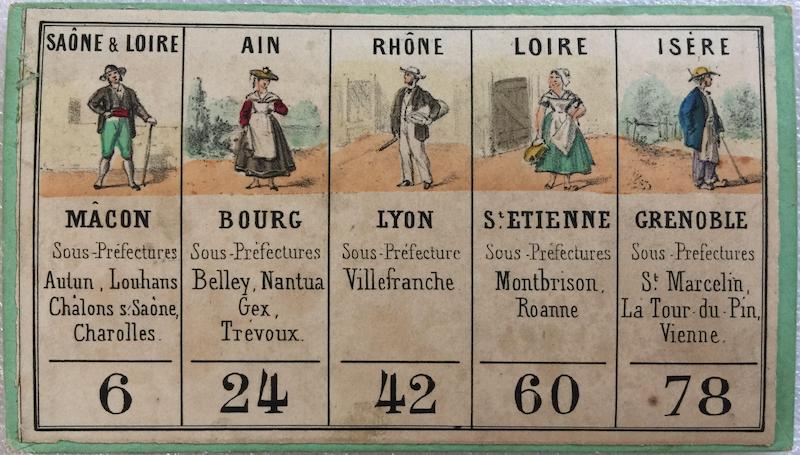 SAÔNE & LOIRE
MÂCON
Sous-Préfectures
Autun, Louhans
Châlons s/Saône,
Charolles.
6
AIN
BOURG
Sous-Préfectures
Belley, Nantua
Gex,
Trévoux.
24
RHÔNE
LYON
Sous-Préfecture
Villefranche
42
LOIRE
St. ETIENNE
Sous-Préfectures
Montbrison,
Roanne
60
ISÈRE
GRENOBLE
Sous-Prefectures
St Marcelin,
La Tour-du-Pin,
Vienne.
78